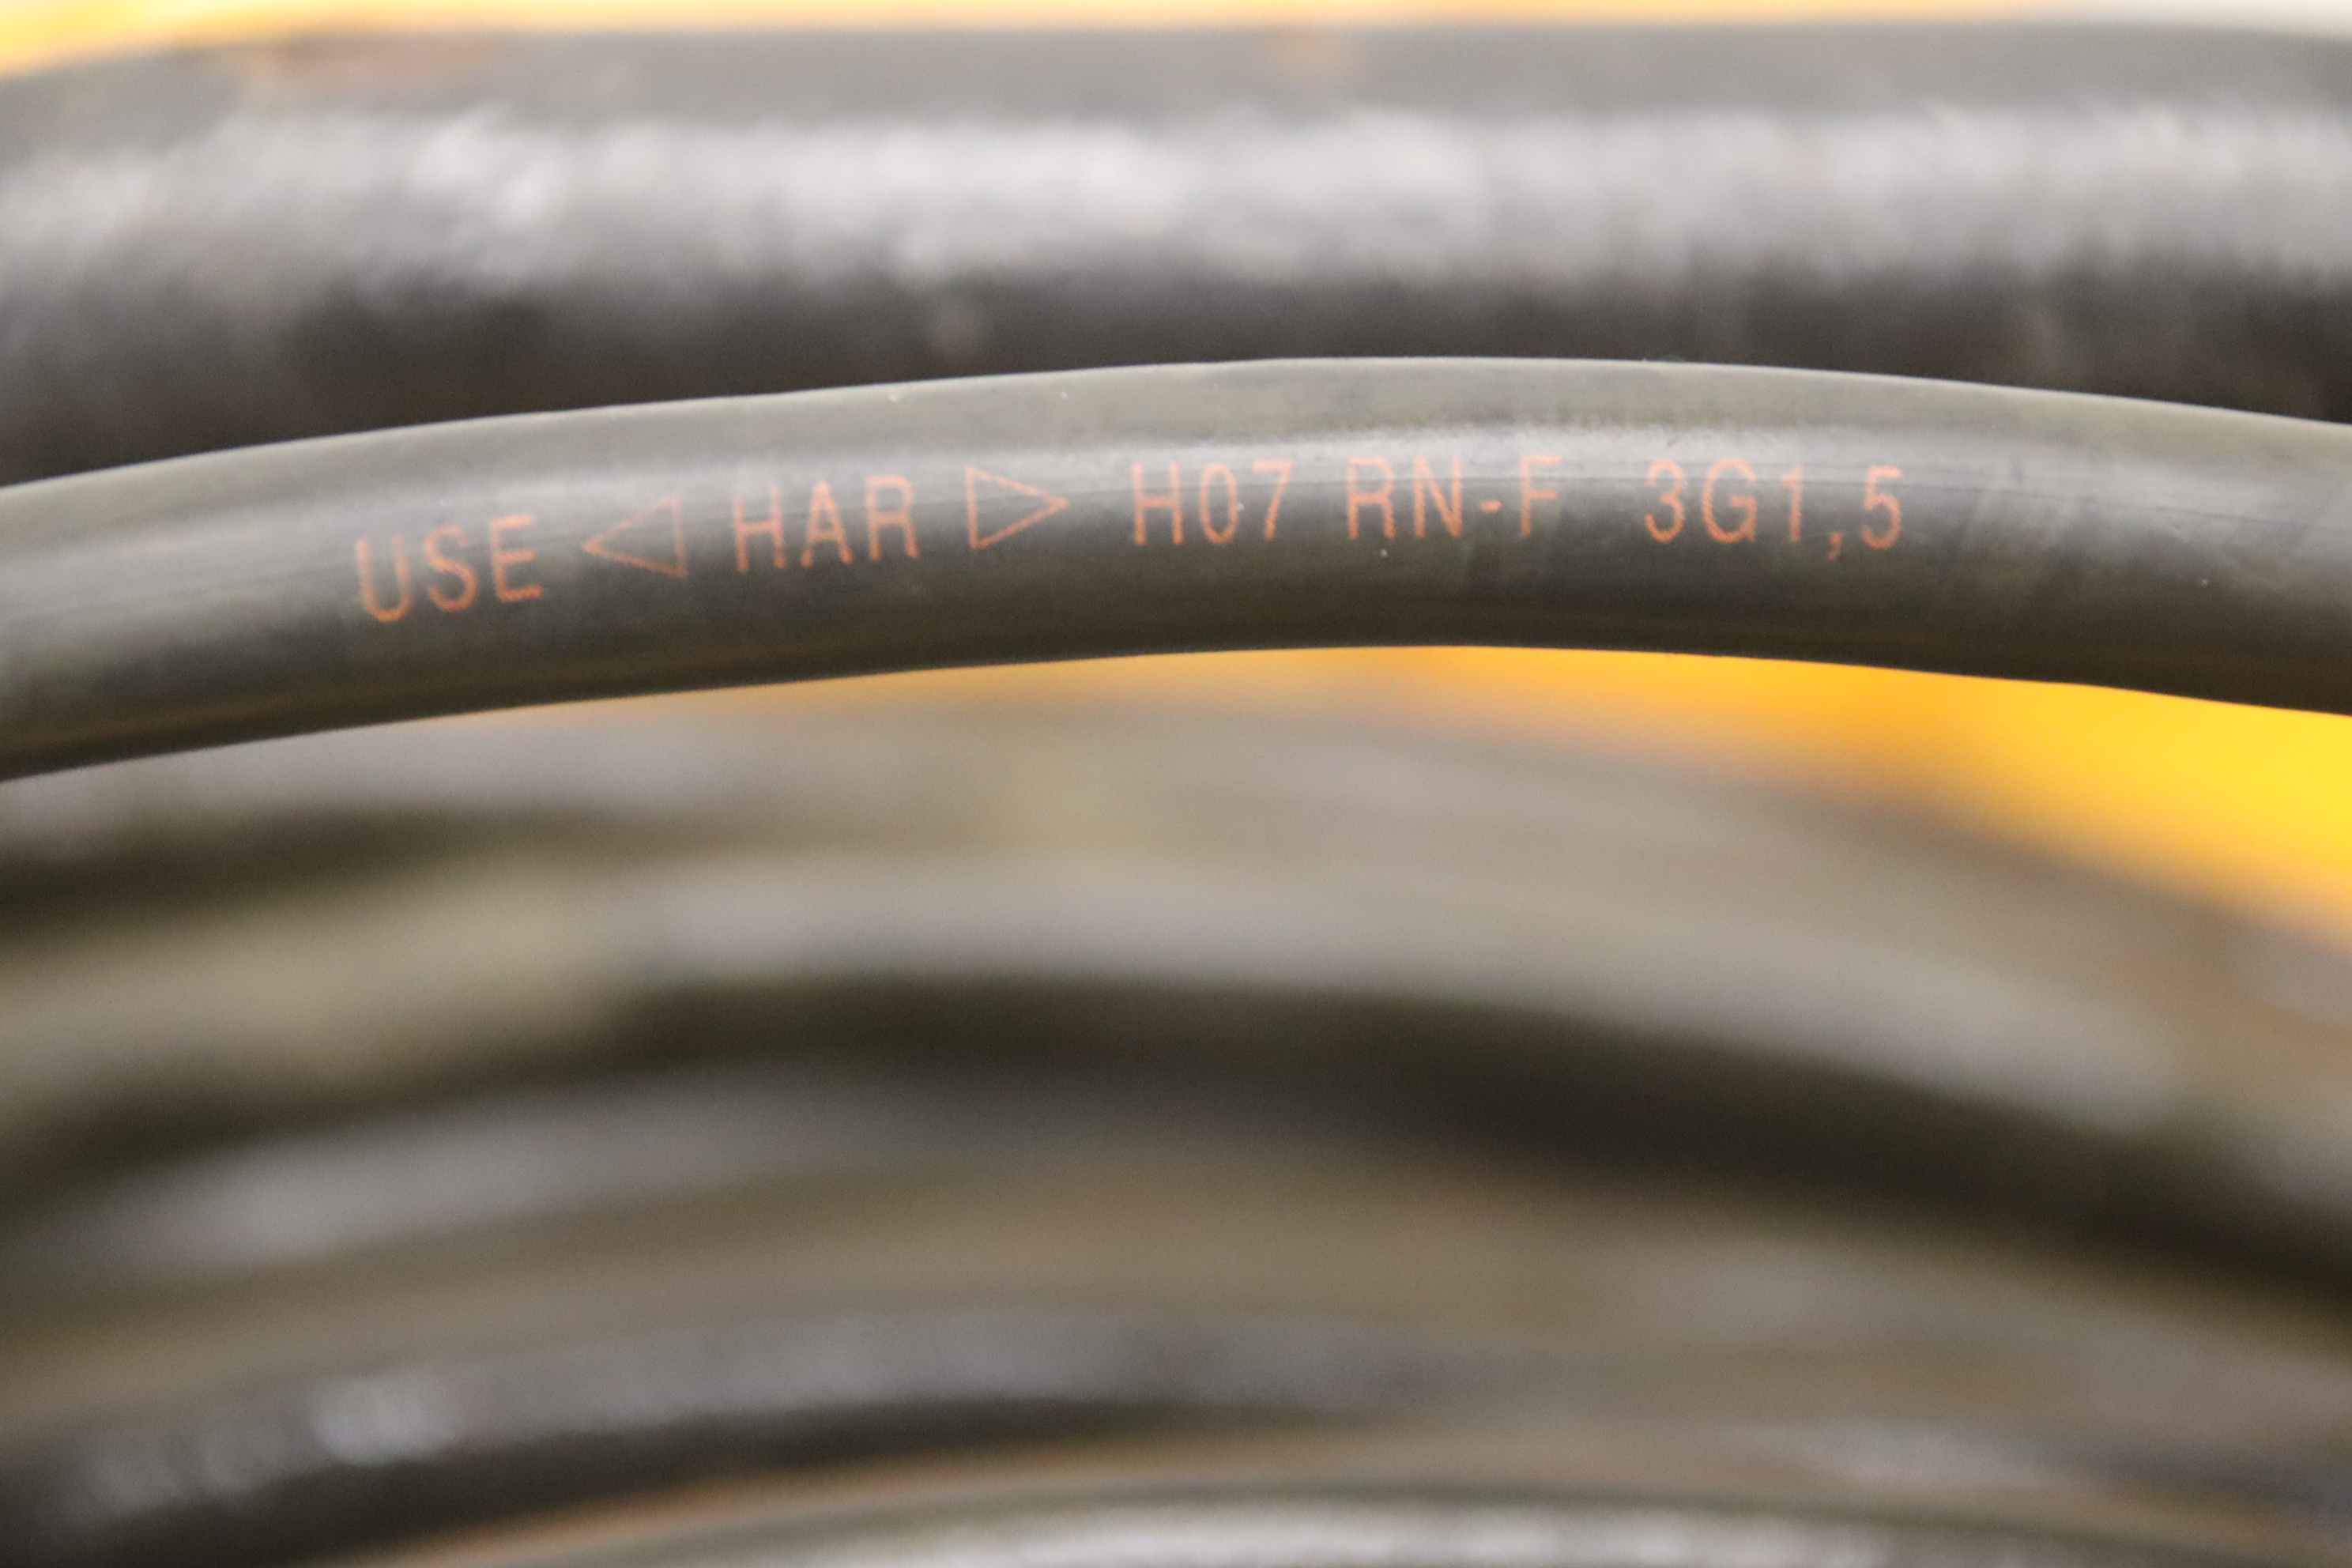 USE ◁ HAR ▷ H07 RN-F 3G1,5